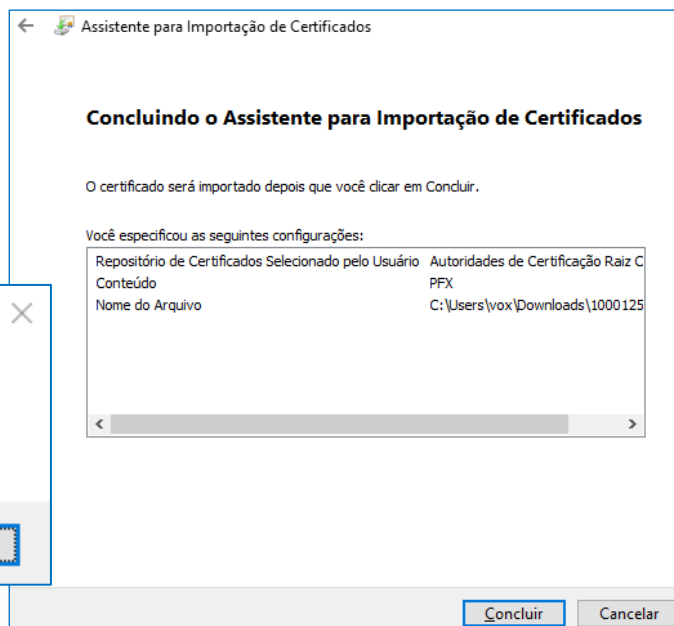 Assistente para Importação de Certificados
Concluindo o Assistente para Importação de Certificados
O certificado será importado depois que você clicar em Concluir.
Você especificou as seguintes configurações:
Repositório de Certificados Selecionado pelo Usuário Autoridades de Certificação Raiz C
Conteúdo PFX
Nome do Arquivo C:\Users\vox\Downloads\1000125
Concluir Cancelar